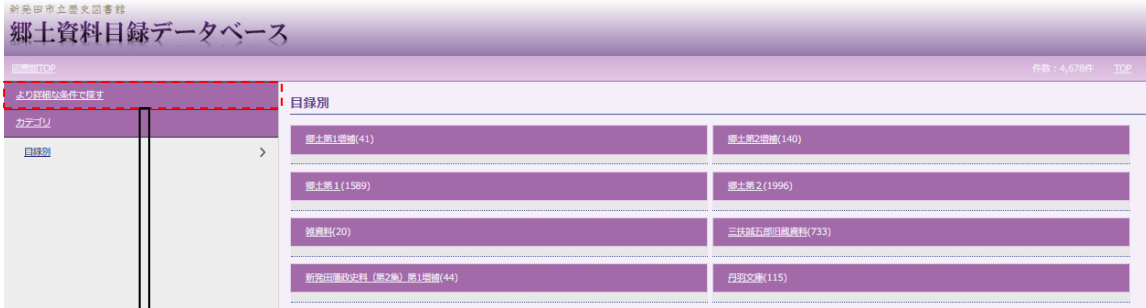 新発田市立歴史図書館
郷土資料目録データベース
図書館TOP
件数：4,678件 TOP
より詳細な条件で探す
カテゴリ
目録別
目録別
郷土第1増補(41)
郷土第2増補(140)
郷土第１(1589)
郷土第２(1996)
雑資料(20)
三扶誠五郎旧蔵資料(733)
新発田藩政史料（第2集）第1増補(44)
丹羽文庫(115)